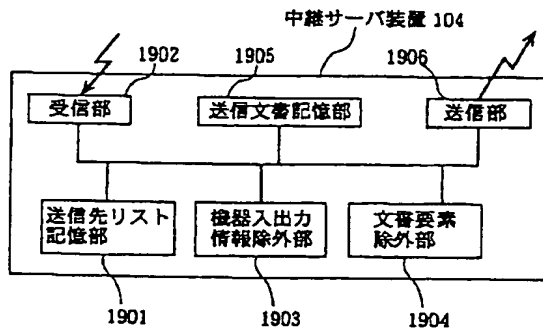 中継サーバ装置 104
1902
1905
1906
受信部
送信文書記憶部
送信部
送信先リスト
記憶部
機器入出力
情報除外部
文書要素
除外部
1901
1903
1904